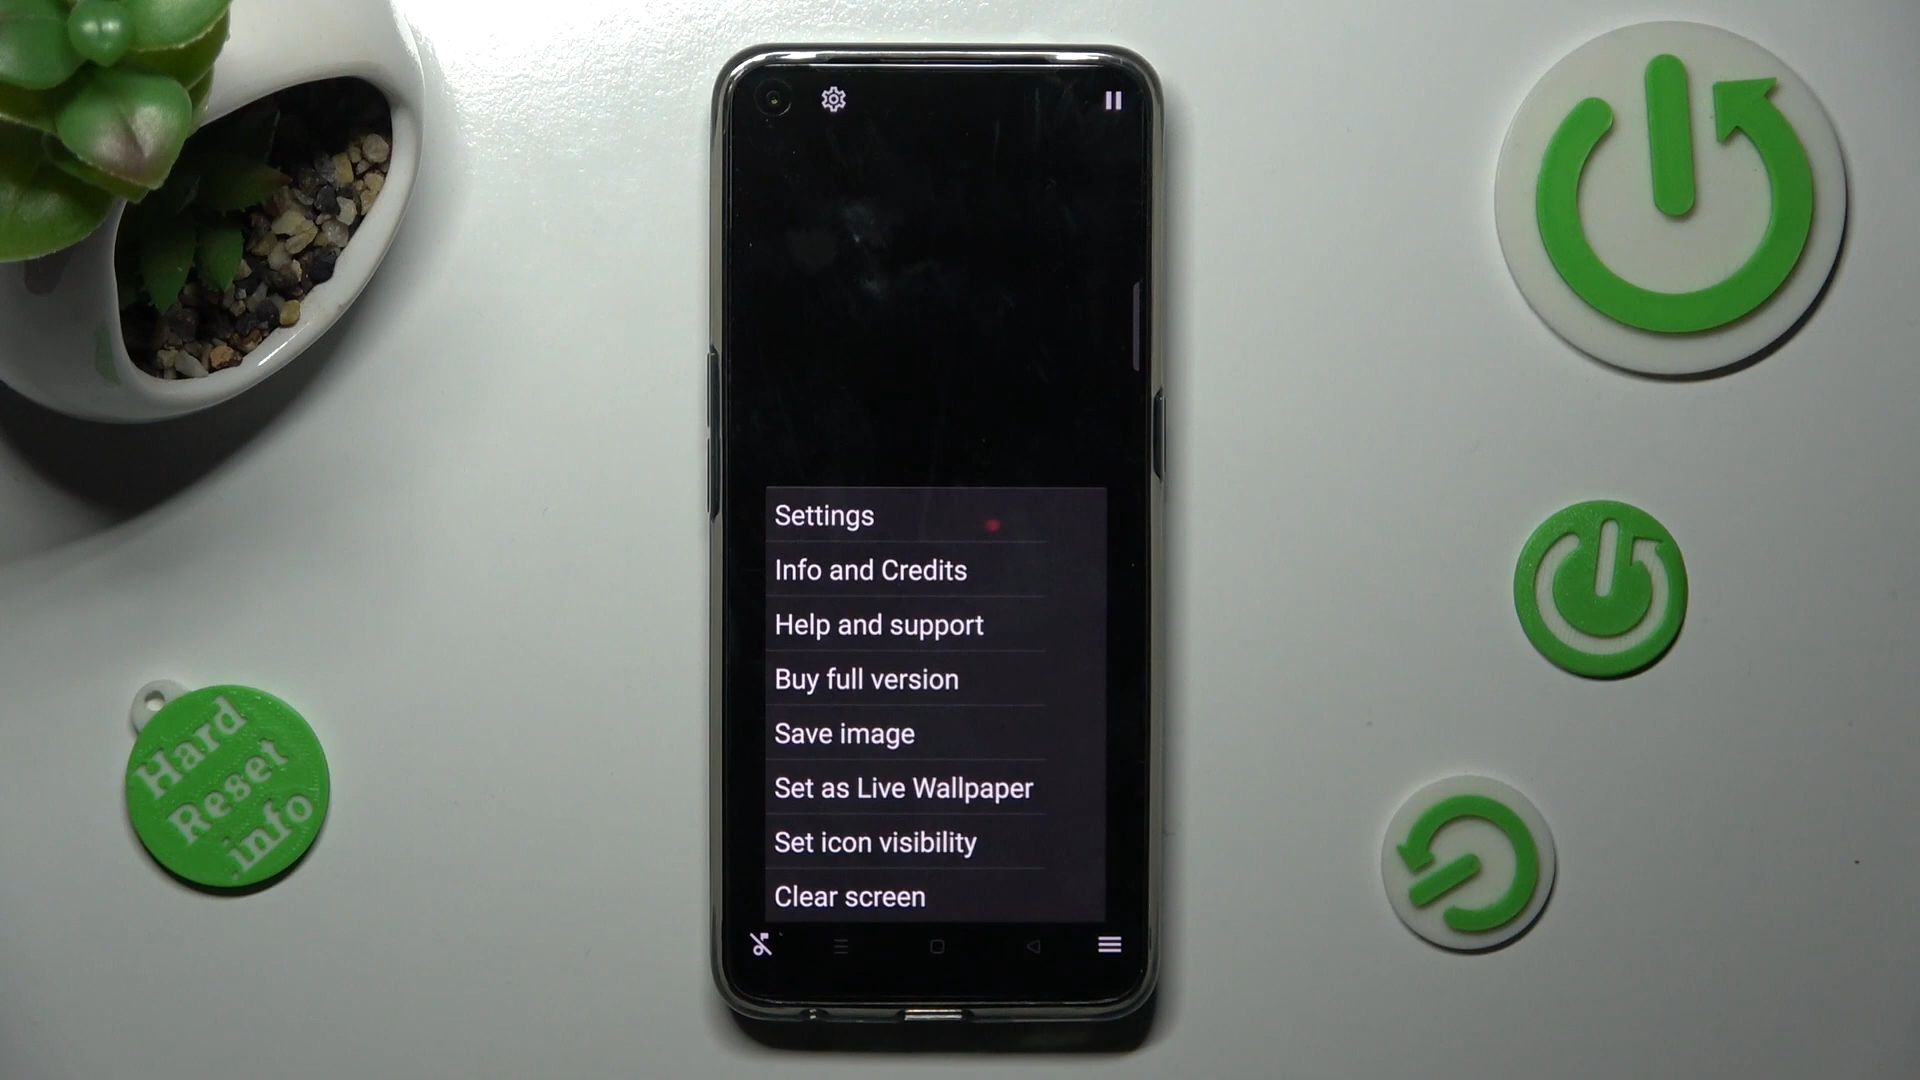 Settings
Info and Credits
Help and support
Buy full version
Save image
Set as Live Wallpaper
Set icon visibility
Clear screen
Hard
Reset
.info